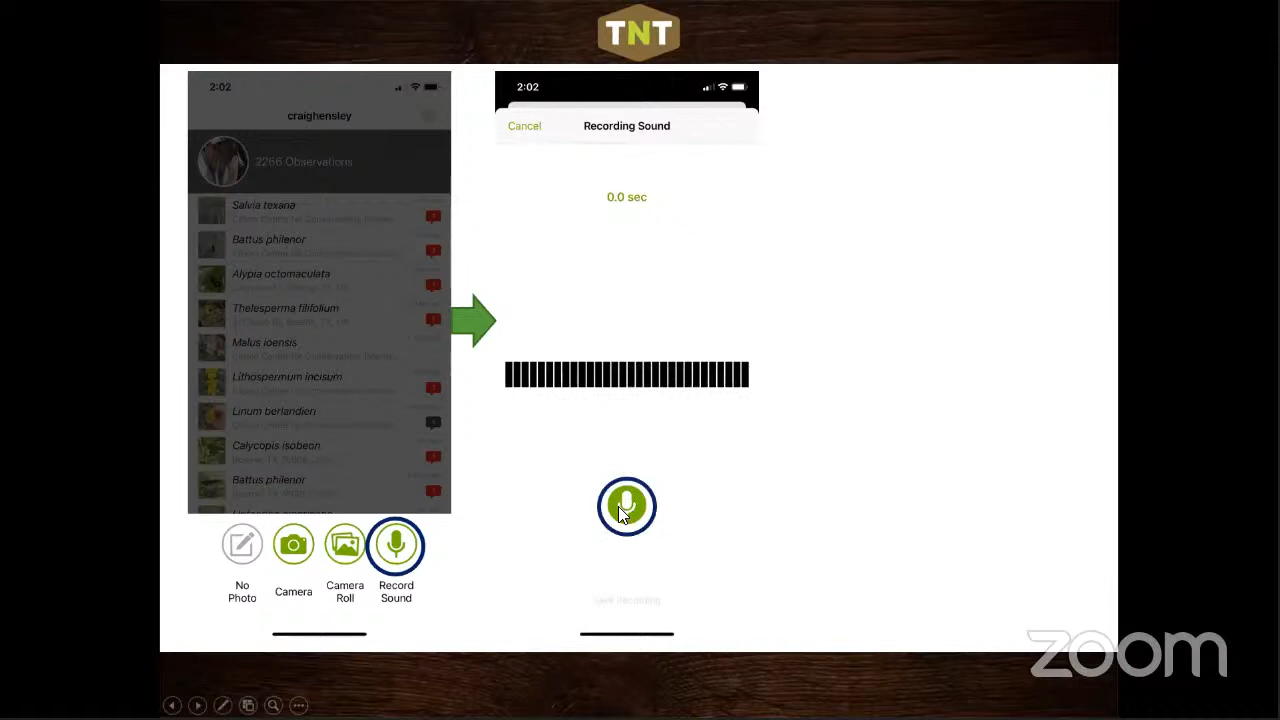 TNT
2:02
craighensley
2266 Observations
Salvia texana
Battus philenor
Alypia octomaculata
Thelesperma filifolium
Malus ioensis
Lithospermum incisum
Linum berlandieri
Calycopis isobeon
Battus philenor
No Photo
Camera
Camera Roll
Record Sound
2:02
Cancel
Recording Sound
0.0 sec
Save Recording
zoom